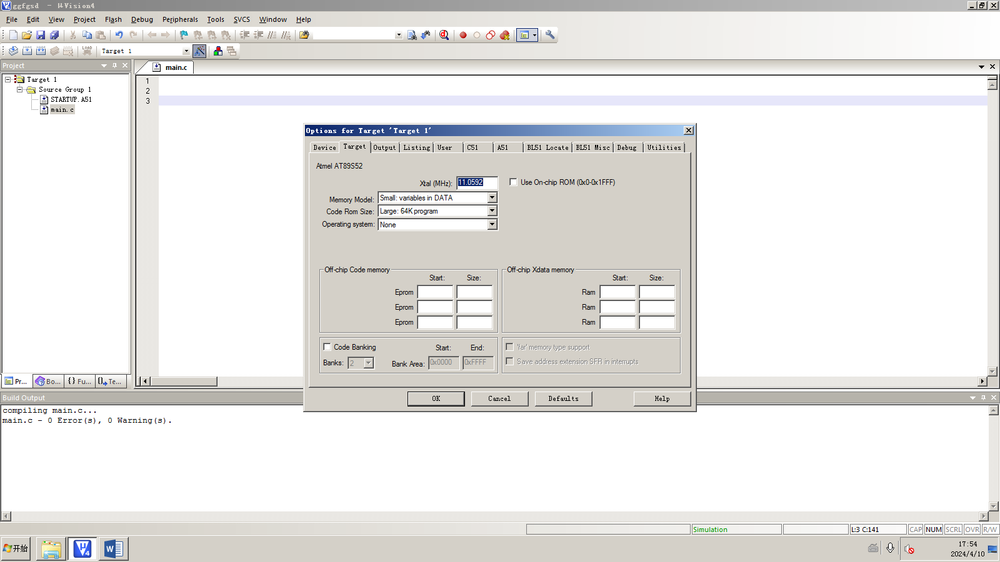 ggfgsd - µVision4
File Edit View Project Flash Debug Peripherals Tools SVCS Window Help
LOAD Target 1
Project
Target 1
Source Group 1
STARTUP.A51
main.c
main.c
1
2
3
Options for Target 'Target 1'
Device Target Output Listing User C51 A51 BL51 Locate BL51 Misc Debug Utilities
Atmel AT89S52
Xtal (MHz): 11.0592
Use On-chip ROM (0x0-0x1FFF)
Memory Model: Small: variables in DATA
Code Rom Size: Large: 64K program
Operating system: None
Off-chip Code memory
Start: Size:
Eprom
Eprom
Eprom
Off-chip Xdata memory
Start: Size:
Ram
Ram
Ram
Code Banking Start: End:
Banks: 2 Bank Area: 0x0000 0xFFFF
'far' memory type support
Save address extension SFR in interrupts
OK Cancel Defaults Help
Pr... Bo... {} Fu... Te...
Build Output
compiling main.c...
main.c - 0 Error(s), 0 Warning(s).
Simulation L:3 C:141 CAP NUM SCRL OVR R/W
开始
17:54
2024/4/10